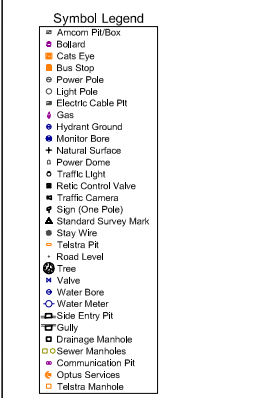 Symbol Legend
Amcom Pit/Box
Bollard
Cats Eye
Bus Stop
Power Pole
Light Pole
Electric Cable Pit
Gas
Hydrant Ground
Monitor Bore
Natural Surface
Power Dome
Traffic Light
Retic Control Valve
Traffic Camera
Sign (One Pole)
Standard Survey Mark
Stay Wire
Telstra Pit
Road Level
Tree
Valve
Water Bore
Water Meter
Side Entry Pit
Gully
Drainage Manhole
Sewer Manholes
Communication Pit
Optus Services
Telstra Manhole